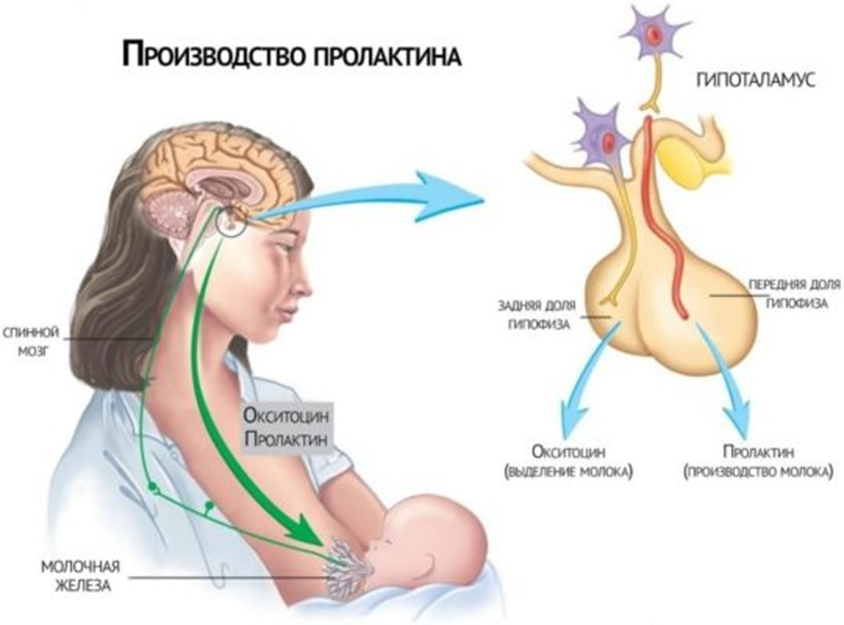 Производство пролактина
гипоталамус
задняя доля
гипофиза
передняя доля
гипофиза
спинной
мозг
Окситоцин
Пролактин
Окситоцин
(выделение молока)
Пролактин
(производство молока)
молочная
железа